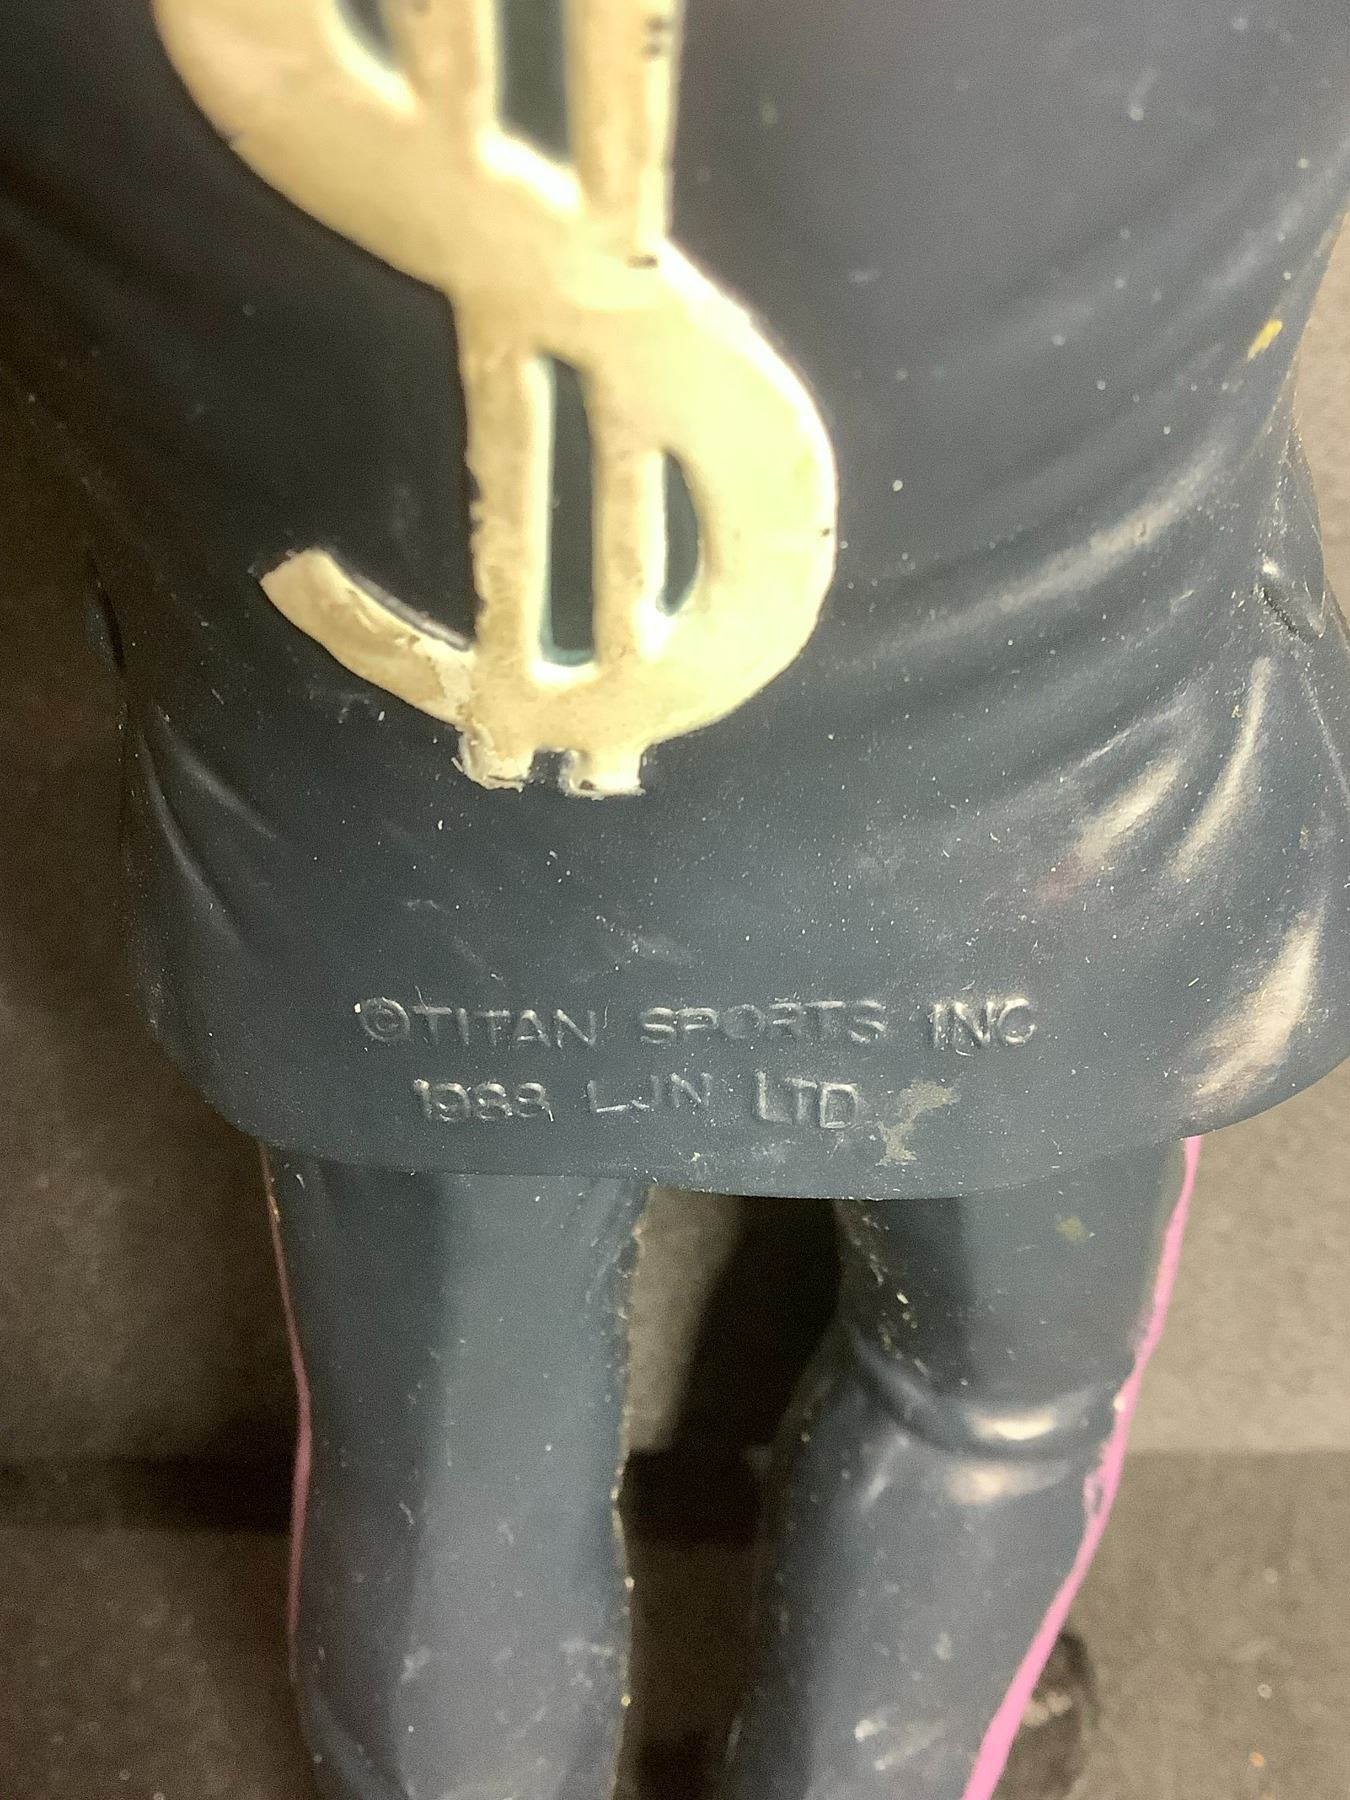 $
©TITAN SPORTS INC
1988 LJN LTD.